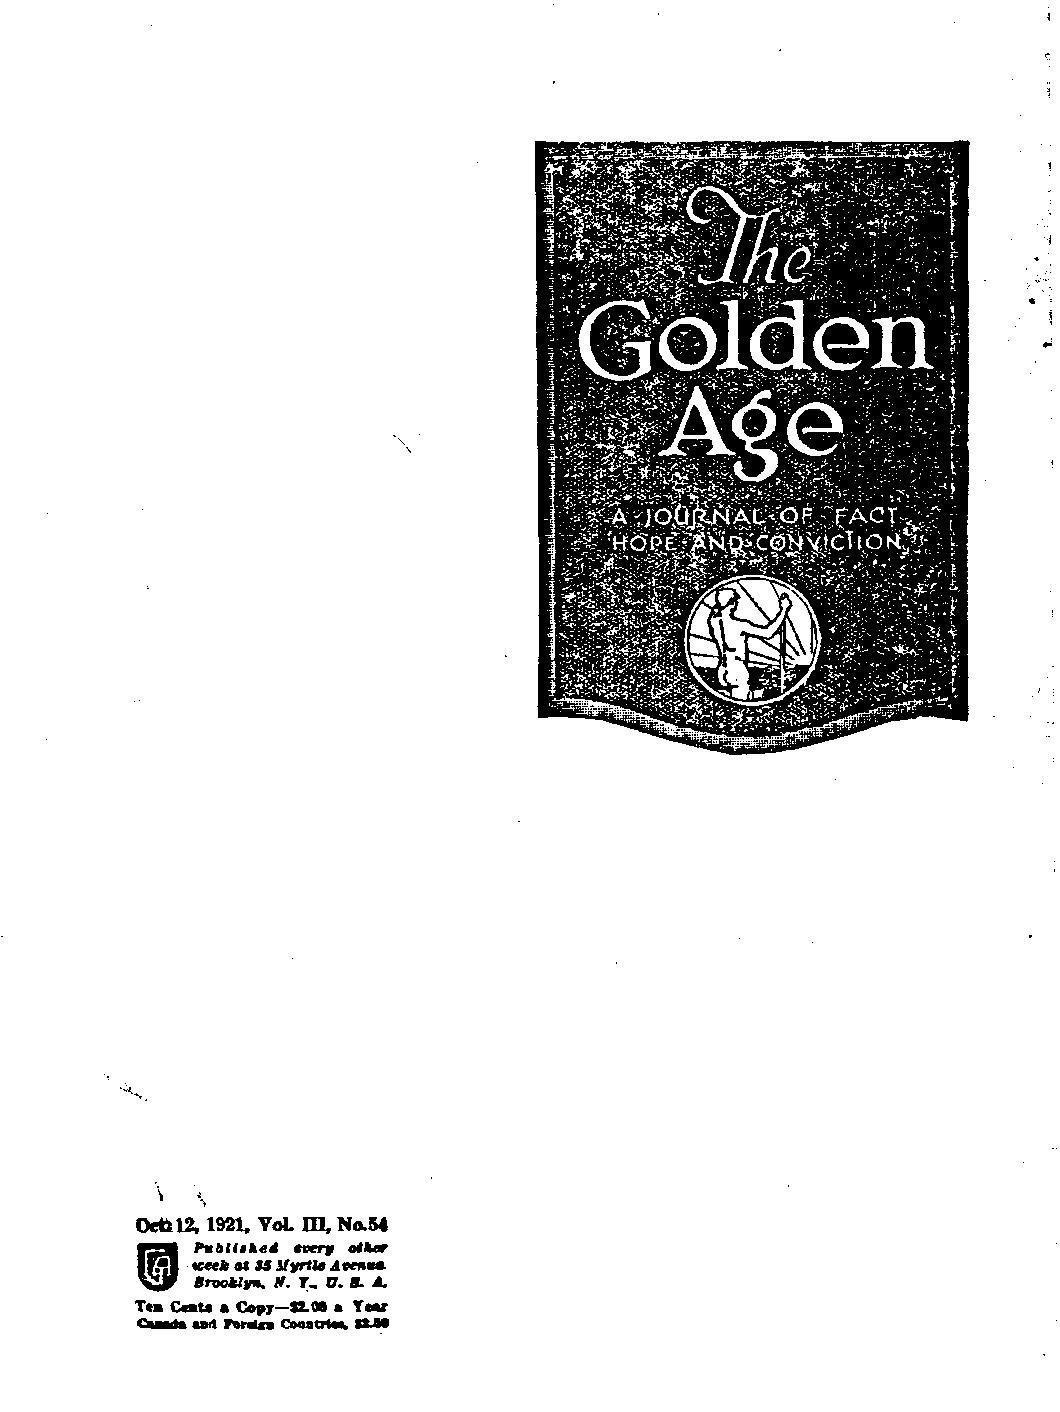 The
Golden
Age
A JOURNAL OF FACT
HOPE AND CONVICTION
Oct. 12, 1921, Vol. III, No. 54
Published every other
week at 35 Myrtle Avenue
Brooklyn, N. Y., U. S. A.
Ten Cents a Copy—$2.00 a Year
Canada and Foreign Countries, $2.50